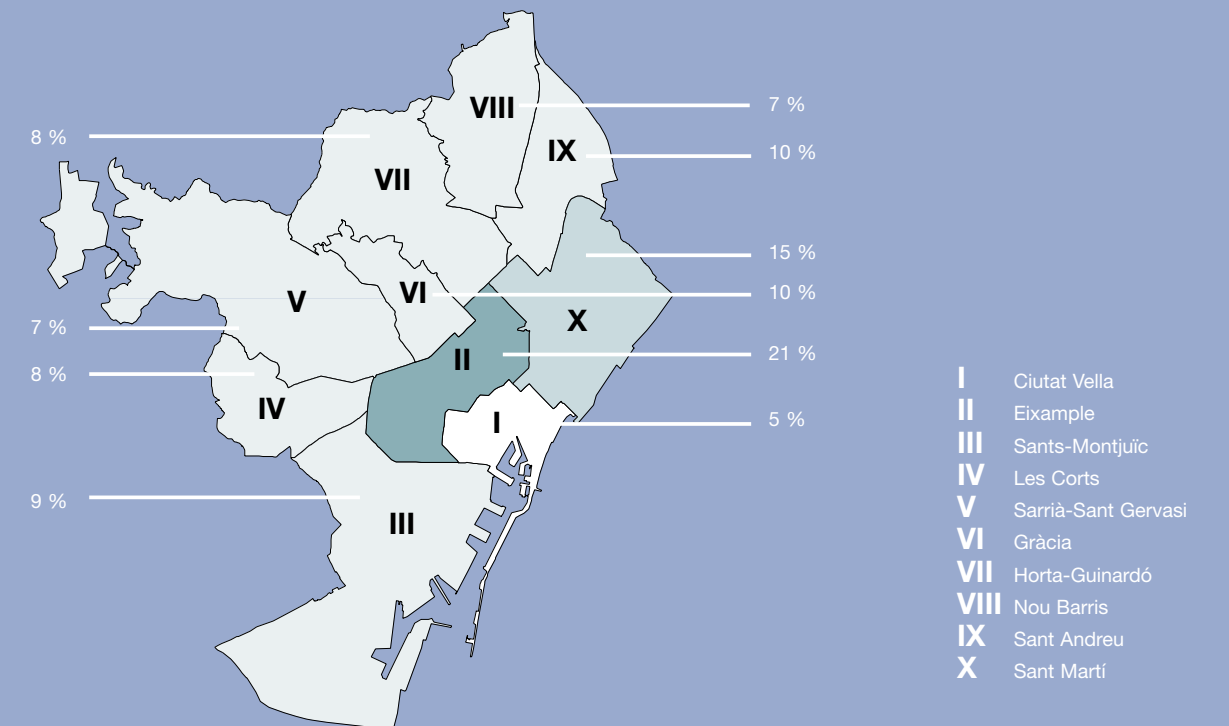 VIII
7 %
8 %
IX
10 %
VII
15 %
VI
10 %
V
X
7 %
II
21 %
8 %
IV
I
5 %
9 %
III
I Ciutat Vella
II Eixample
III Sants-Montjuïc
IV Les Corts
V Sarrià-Sant Gervasi
VI Gràcia
VII Horta-Guinardó
VIII Nou Barris
IX Sant Andreu
X Sant Martí